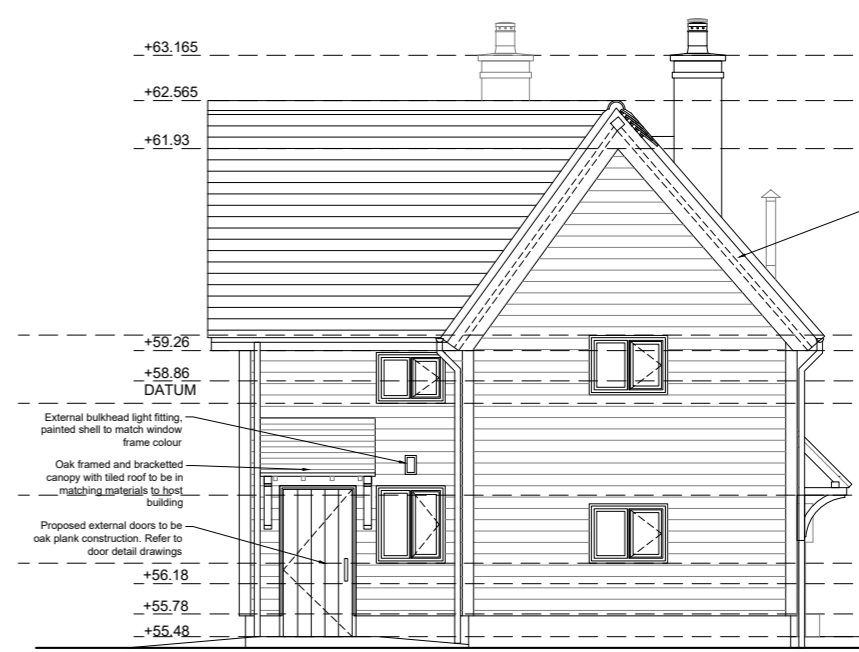 +63.165
+62.565
+61.93
+59.26
+58.86
DATUM
External bulkhead light fitting,
painted shell to match window
frame colour
Oak framed and bracketted
canopy with tiled roof to be in
matching materials to host
building
Proposed external doors to be
oak plank construction. Refer to
door detail drawings
+56.18
+55.78
+55.48